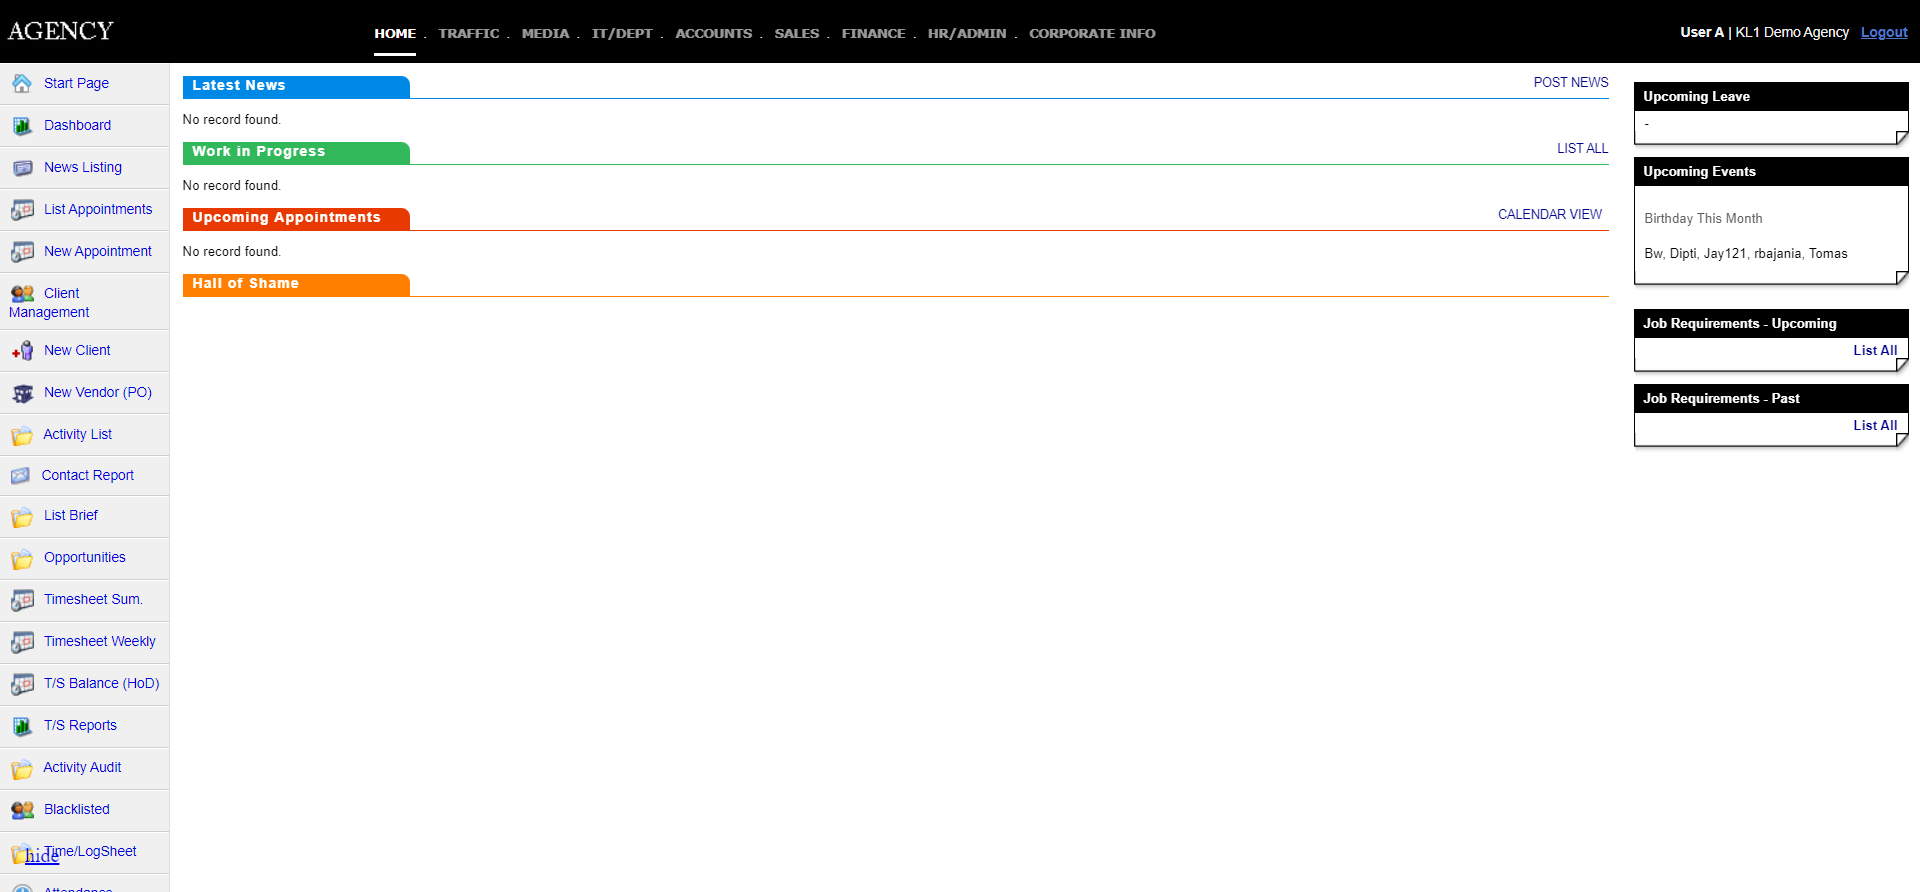 AGENCY
HOME . TRAFFIC . MEDIA . IT/DEPT . ACCOUNTS . SALES . FINANCE . HR/ADMIN . CORPORATE INFO
User A | KL1 Demo Agency Logout
Start Page
Dashboard
News Listing
List Appointments
New Appointment
Client
Management
New Client
New Vendor (PO)
Activity List
Contact Report
List Brief
Opportunities
Timesheet Sum.
Timesheet Weekly
T/S Balance (HoD)
T/S Reports
Activity Audit
Blacklisted
Time/LogSheet
hide
Attendance
Latest News
POST NEWS
No record found.
Work in Progress
LIST ALL
No record found.
Upcoming Appointments
CALENDAR VIEW
No record found.
Hall of Shame
Upcoming Leave
-
Upcoming Events
Birthday This Month
Bw, Dipti, Jay121, rbajania, Tomas
Job Requirements - Upcoming
List All
Job Requirements - Past
List All